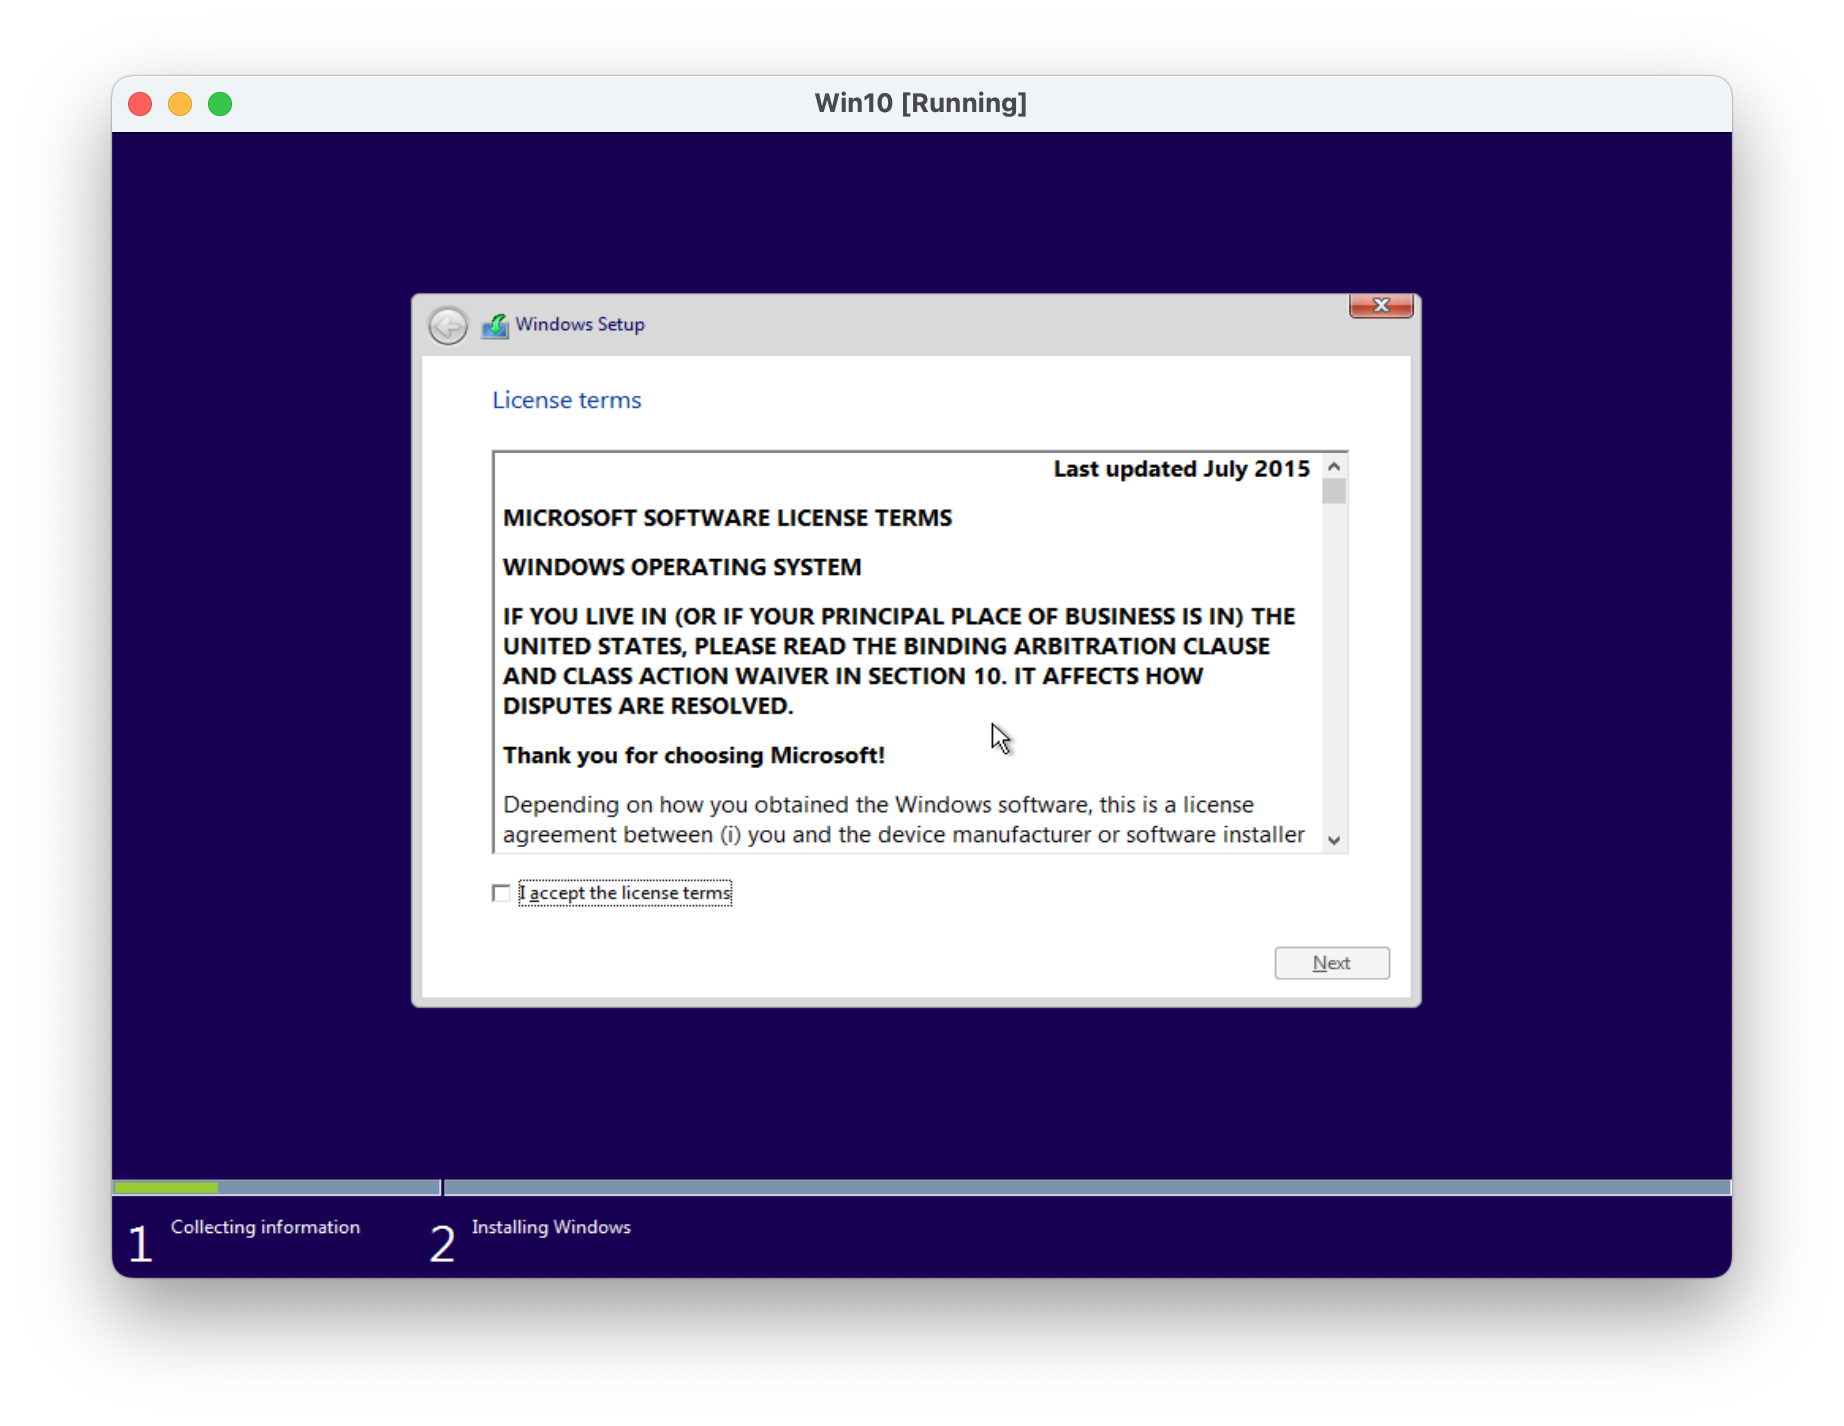 Win10 [Running]
Windows Setup
License terms
Last updated July 2015
MICROSOFT SOFTWARE LICENSE TERMS
WINDOWS OPERATING SYSTEM
IF YOU LIVE IN (OR IF YOUR PRINCIPAL PLACE OF BUSINESS IS IN) THE
UNITED STATES, PLEASE READ THE BINDING ARBITRATION CLAUSE
AND CLASS ACTION WAIVER IN SECTION 10. IT AFFECTS HOW
DISPUTES ARE RESOLVED.
Thank you for choosing Microsoft!
Depending on how you obtained the Windows software, this is a license
agreement between (i) you and the device manufacturer or software installer
I accept the license terms
Next
1 Collecting information
2 Installing Windows